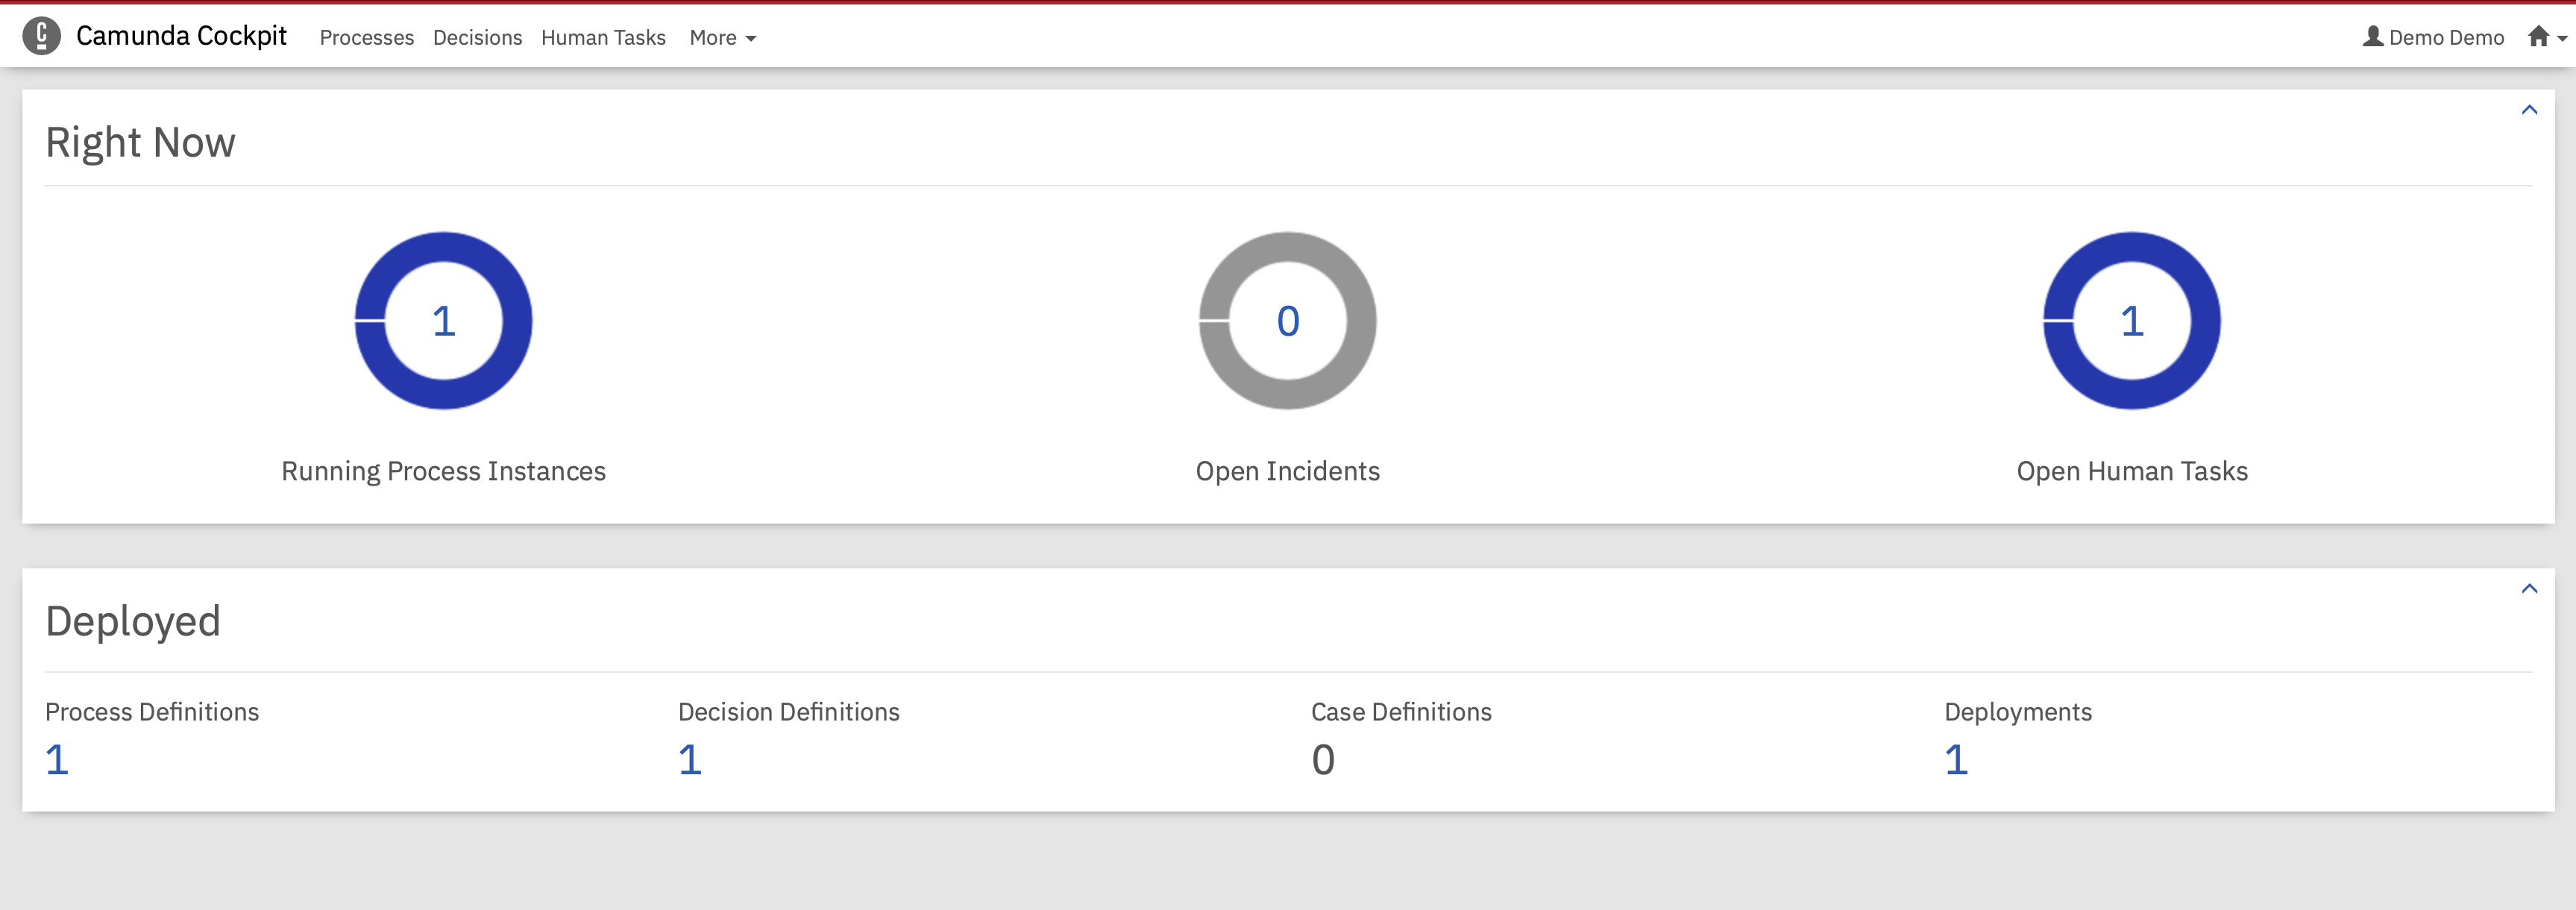 Camunda Cockpit Processes Decisions Human Tasks More Demo Demo
Right Now
1 0 1
Running Process Instances Open Incidents Open Human Tasks
Deployed
Process Definitions Decision Definitions Case Definitions Deployments
1 1 0 1